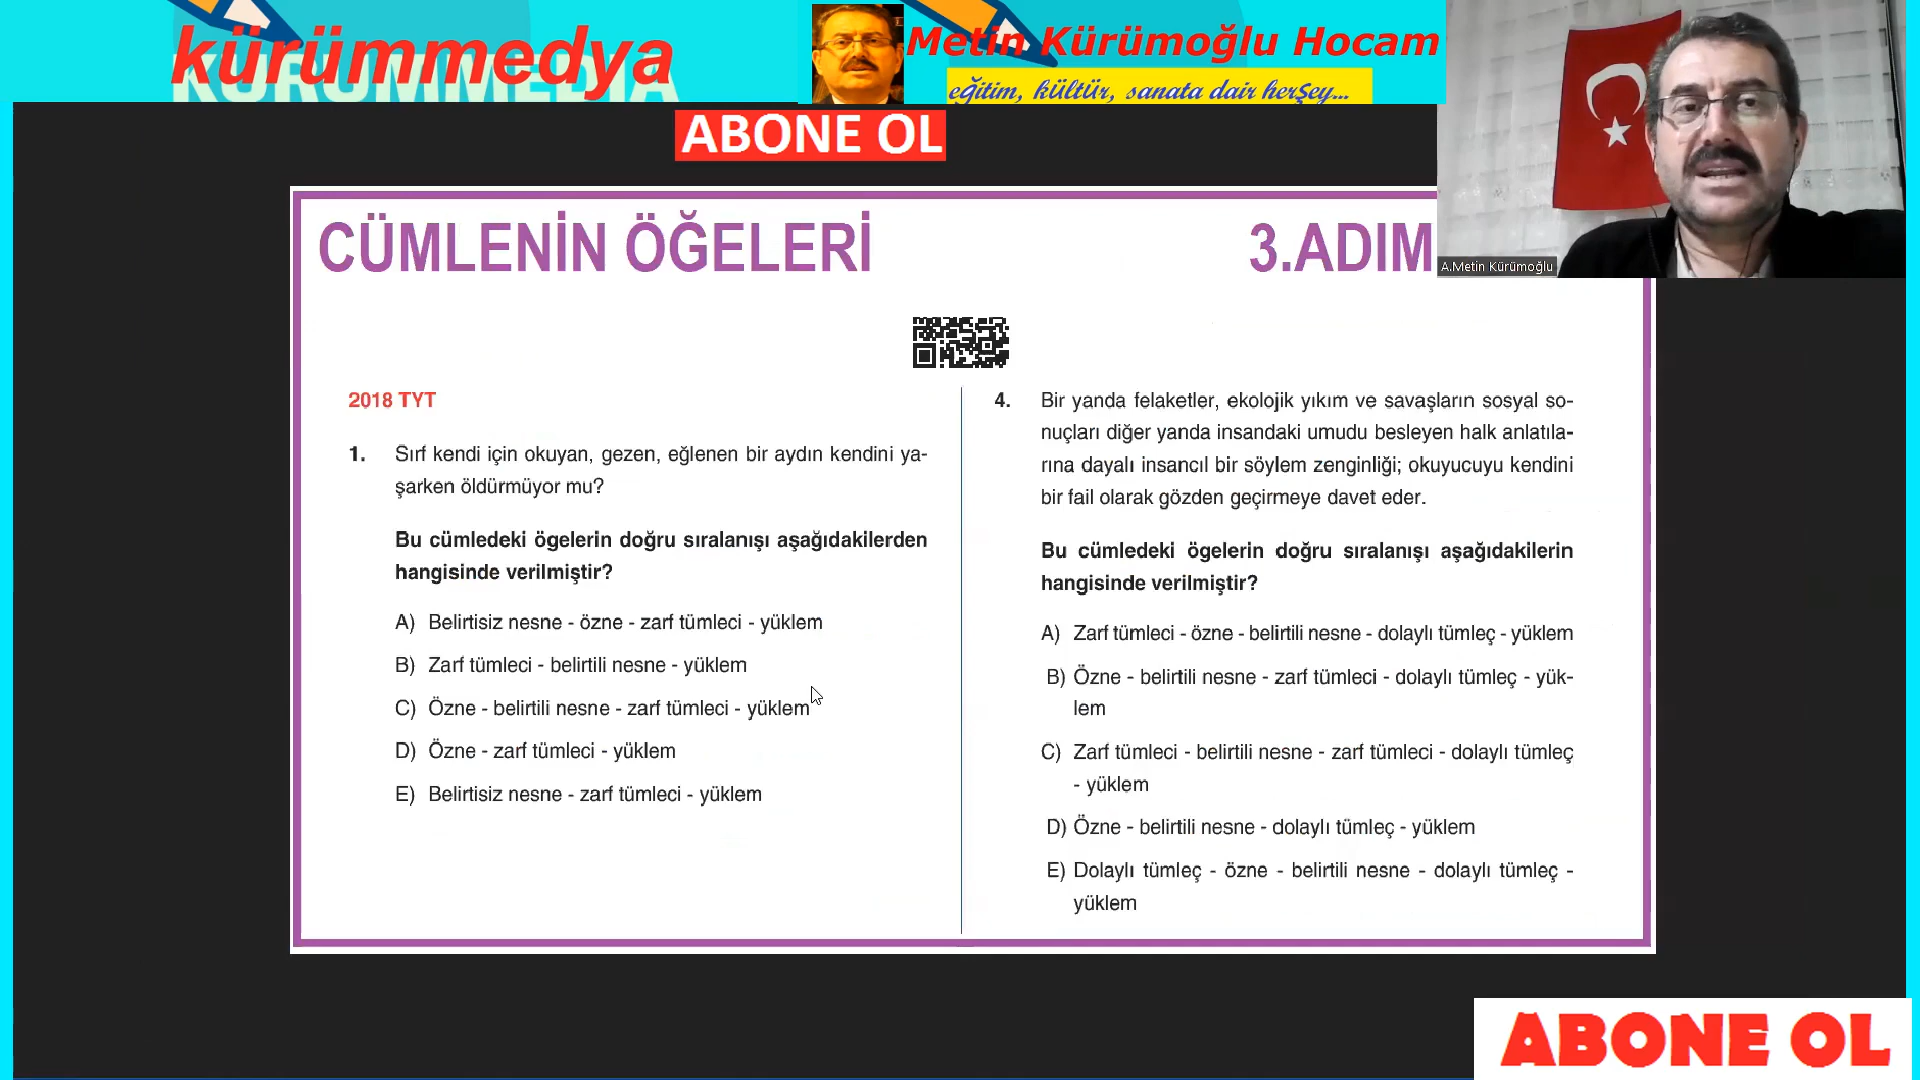 kürümmedya
KURUMMEDIA
Metin Kürümoğlu Hocam
eğitim, kültür, sanata dair herşey...
ABONE OL
A.Metin Kürümoğlu
CÜMLENİN ÖĞELERİ
3.ADIM
2018 TYT
1. Sırf kendi için okuyan, gezen, eğlenen bir aydın kendini ya-
şarken öldürmüyor mu?
Bu cümledeki ögelerin doğru sıralanışı aşağıdakilerden
hangisinde verilmiştir?
A) Belirtisiz nesne - özne - zarf tümleci - yüklem
B) Zarf tümleci - belirtili nesne - yüklem
C) Özne - belirtili nesne - zarf tümleci - yüklem
D) Özne - zarf tümleci - yüklem
E) Belirtisiz nesne - zarf tümleci - yüklem
4. Bir yanda felaketler, ekolojik yıkım ve savaşların sosyal so-
nuçları diğer yanda insandaki umudu besleyen halk anlatıla-
rına dayalı insancıl bir söylem zenginliği; okuyucuyu kendini
bir fail olarak gözden geçirmeye davet eder.
Bu cümledeki ögelerin doğru sıralanışı aşağıdakilerin
hangisinde verilmiştir?
A) Zarf tümleci - özne - belirtili nesne - dolaylı tümleç - yüklem
B) Özne - belirtili nesne - zarf tümleci - dolaylı tümleç - yük-
lem
C) Zarf tümleci - belirtili nesne - zarf tümleci - dolaylı tümleç
- yüklem
D) Özne - belirtili nesne - dolaylı tümleç - yüklem
E) Dolaylı tümleç - özne - belirtili nesne - dolaylı tümleç -
yüklem
ABONE OL